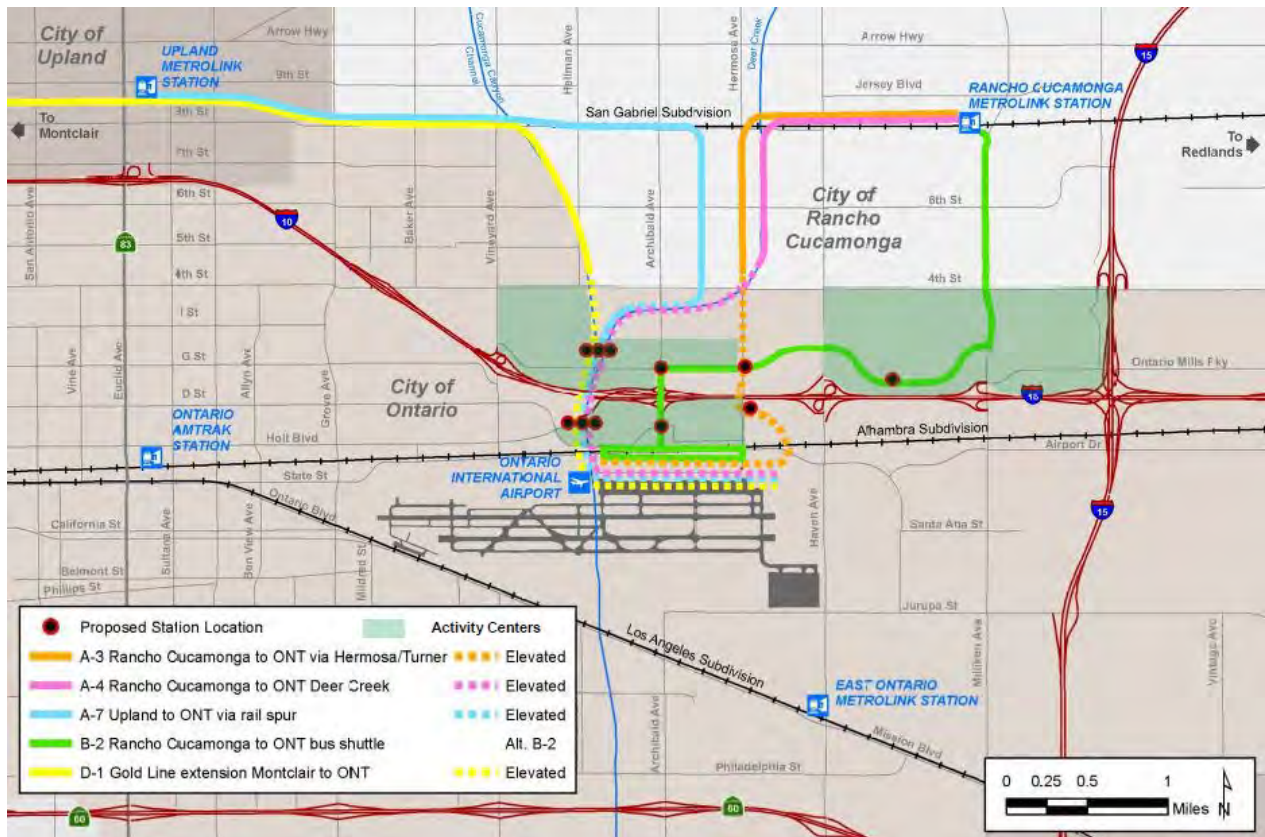 City of
Upland
UPLAND
METROLINK
STATION
Arrow Hwy
9th St
8th St
7th St
6th St
5th St
4th St
I St
G St
D St
Cucamonga Canyon
Channel
Hellman Ave
Hermosa Ave
Deer Creek
Arrow Hwy
Jersey Blvd
RANCHO CUCAMONGA
METROLINK STATION
San Gabriel Subdivision
To
Montclair
To
Redlands
15
10
83
San Antonio Ave
Baker Ave
Vineyard Ave
Archibald Ave
City of
Rancho
Cucamonga
6th St
4th St
Vine Ave
Euclid Ave
Allyn Ave
Grove Ave
City of
Ontario
Ontario Mills Pky
ONTARIO
AMTRAK
STATION
Holt Blvd
State St
ONTARIO
INTERNATIONAL
AIRPORT
Alhambra Subdivision
Airport Dr
15
Ontario Blvd
California St
Sultana Ave
Bon View Ave
Mildred St
Belmont St
Phillips St
Haven Ave
Santa Ana St
Jurupa St
Milliken Ave
Vintage Ave
Los Angeles Subdivision
Archibald Ave
EAST ONTARIO
METROLINK STATION
Mission Blvd
Philadelphia St
60
60
Proposed Station Location
Activity Centers
A-3 Rancho Cucamonga to ONT via Hermosa/Turner
Elevated
A-4 Rancho Cucamonga to ONT Deer Creek
Elevated
A-7 Upland to ONT via rail spur
Elevated
B-2 Rancho Cucamonga to ONT bus shuttle
Alt. B-2
D-1 Gold Line extension Montclair to ONT
Elevated
0 0.25 0.5 1
Miles
N